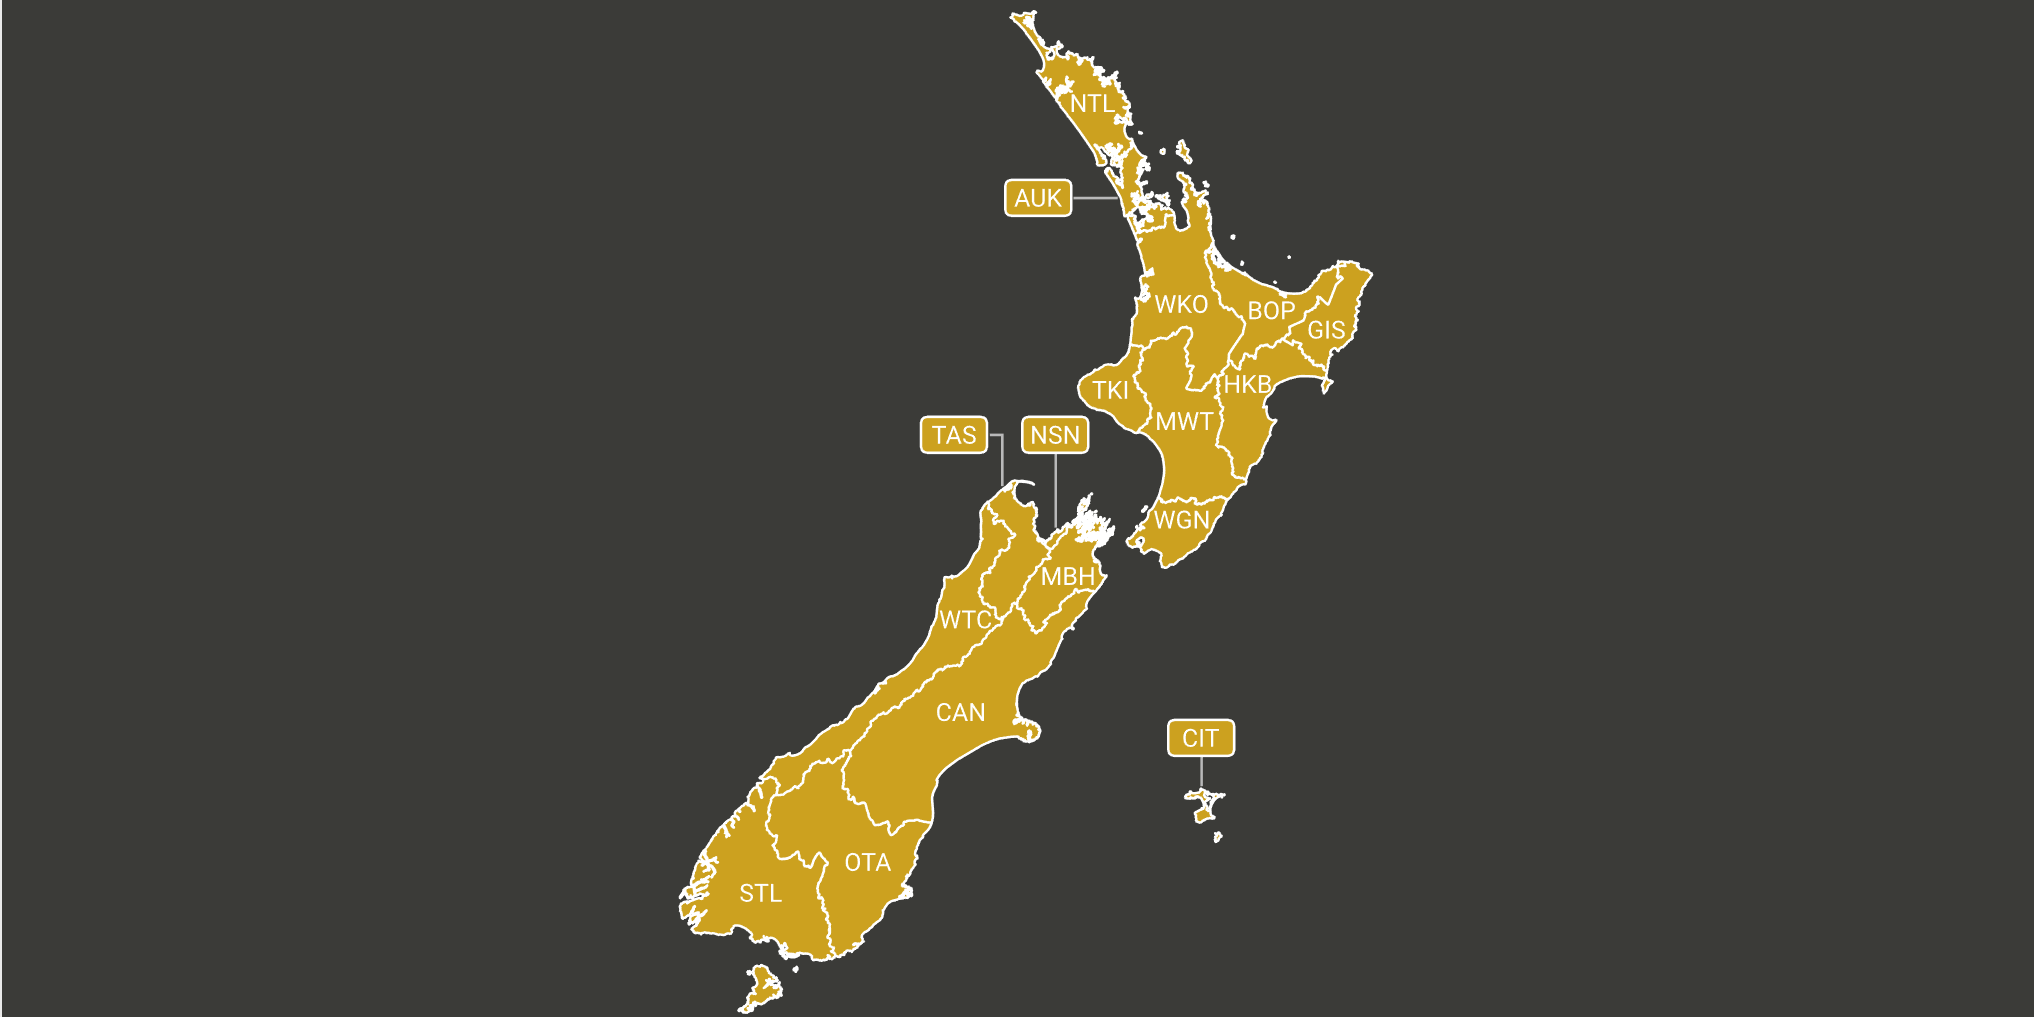 NTL
AUK
WKO
BOP
GIS
TKI
HKB
MWT
TAS
NSN
WGN
MBH
WTC
CAN
CIT
OTA
STL